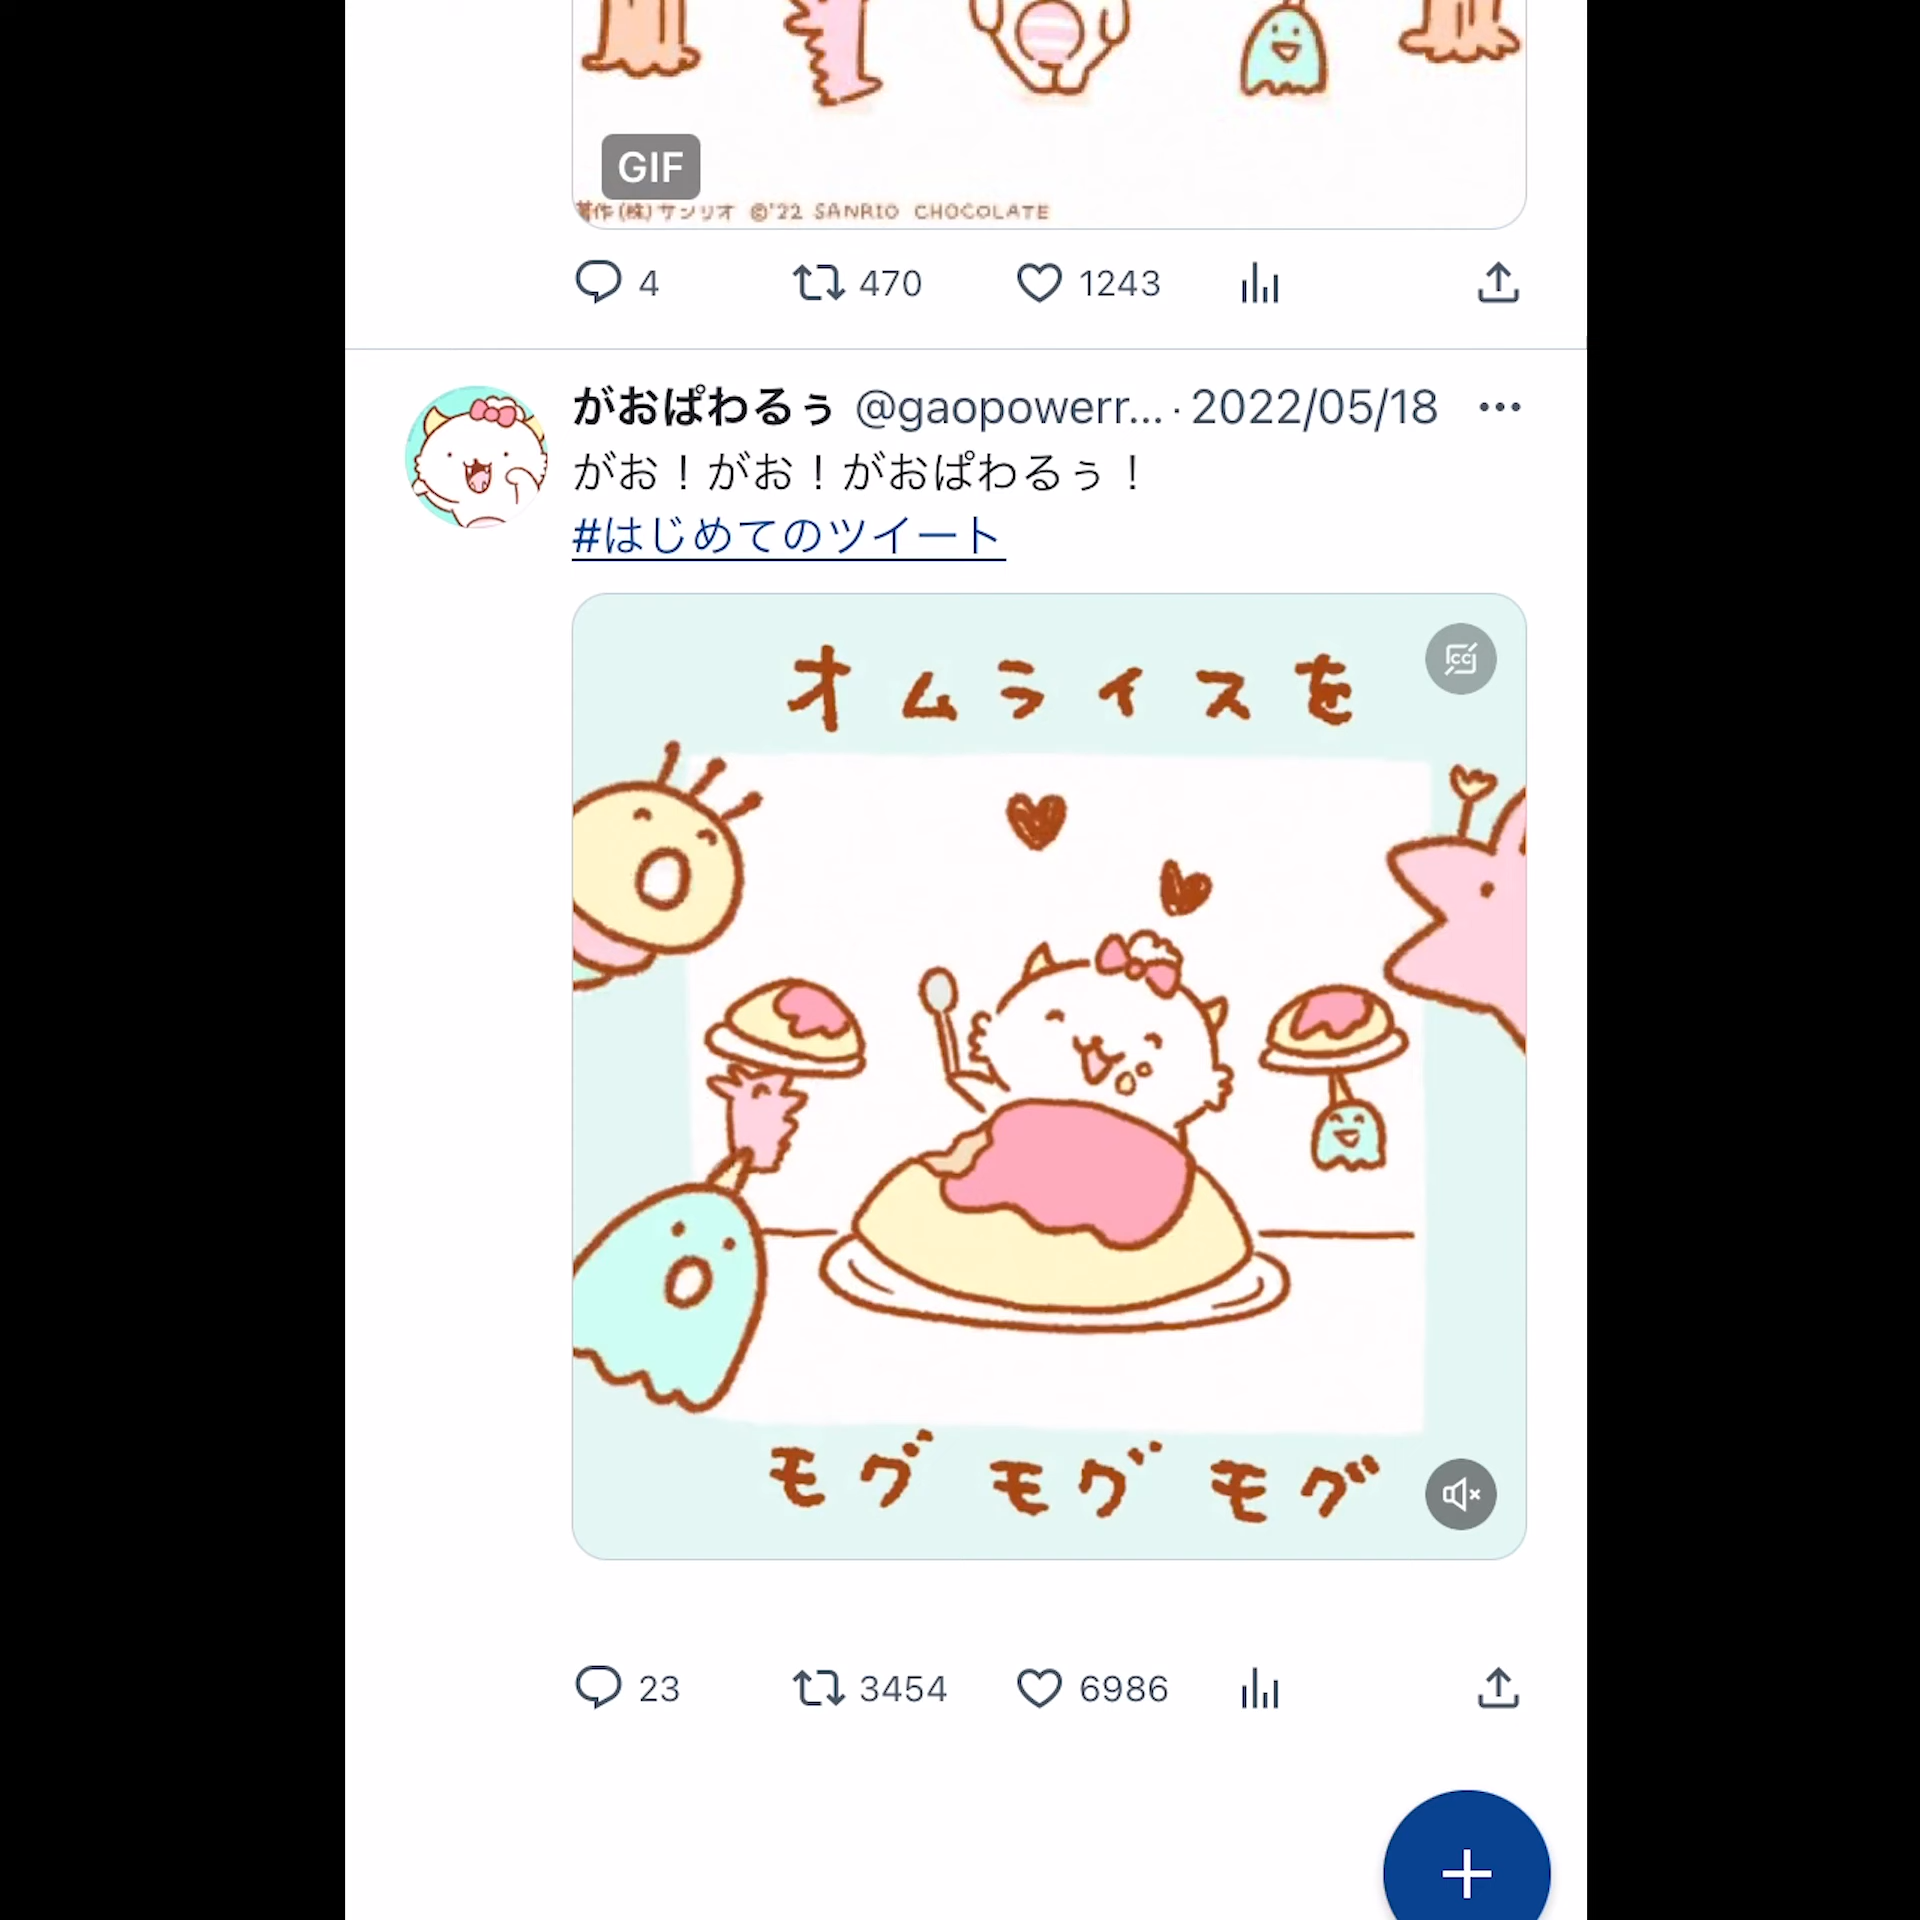 GIF
著作(株)サンリオ ©'22 SANRIO CHOCOLATE
4 470 1243
がおぱわるぅ @gaopowerr... · 2022/05/18
がお！がお！がおぱわるぅ！
#はじめてのツイート
オムライスを
モグモグモグ
23 3454 6986